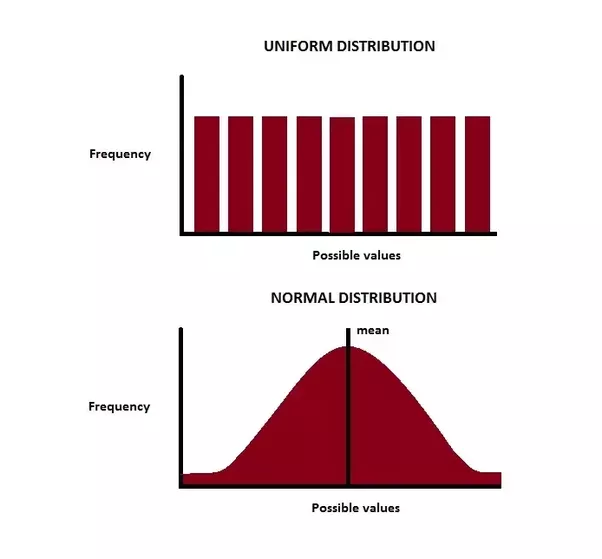 UNIFORM DISTRIBUTION
Frequency
Possible values
NORMAL DISTRIBUTION
mean
Frequency
Possible values